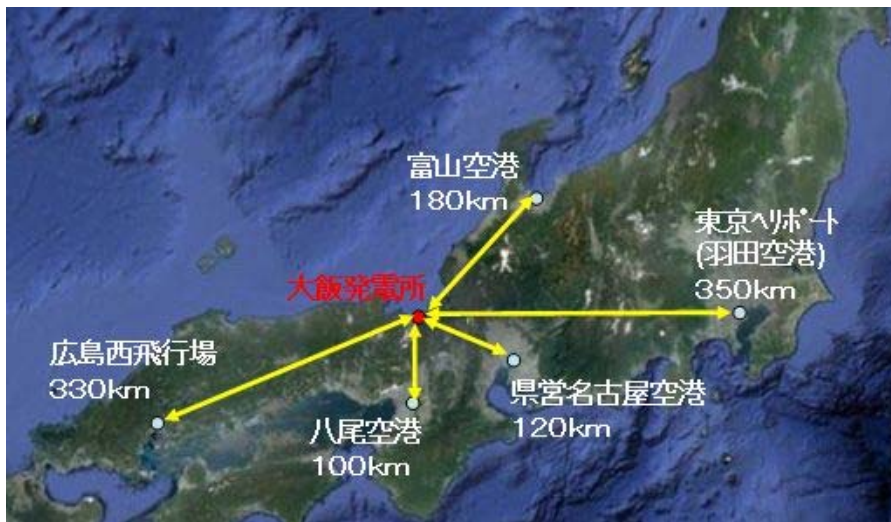 富山空港
180km
東京ﾍﾘﾎﾟｰﾄ
(羽田空港)
350km
大飯発電所
広島西飛行場
330km
県営名古屋空港
120km
八尾空港
100km